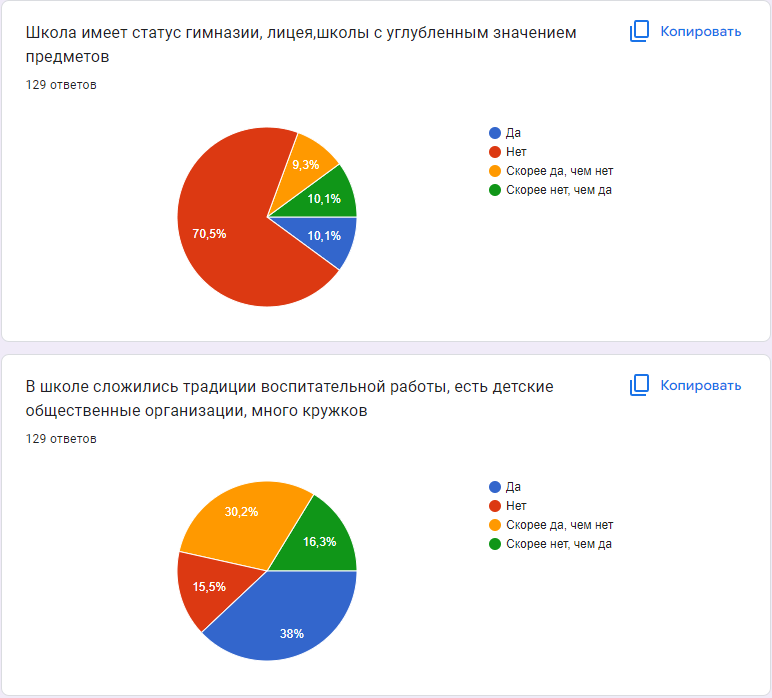 Школа имеет статус гимназии, лицея,школы с углубленным значением
предметов
Копировать
129 ответов
Да
Нет
Скорее да, чем нет
Скорее нет, чем да
9,3%
10,1%
10,1%
70,5%
В школе сложились традиции воспитательной работы, есть детские
общественные организации, много кружков
Копировать
129 ответов
Да
Нет
Скорее да, чем нет
Скорее нет, чем да
30,2%
16,3%
15,5%
38%